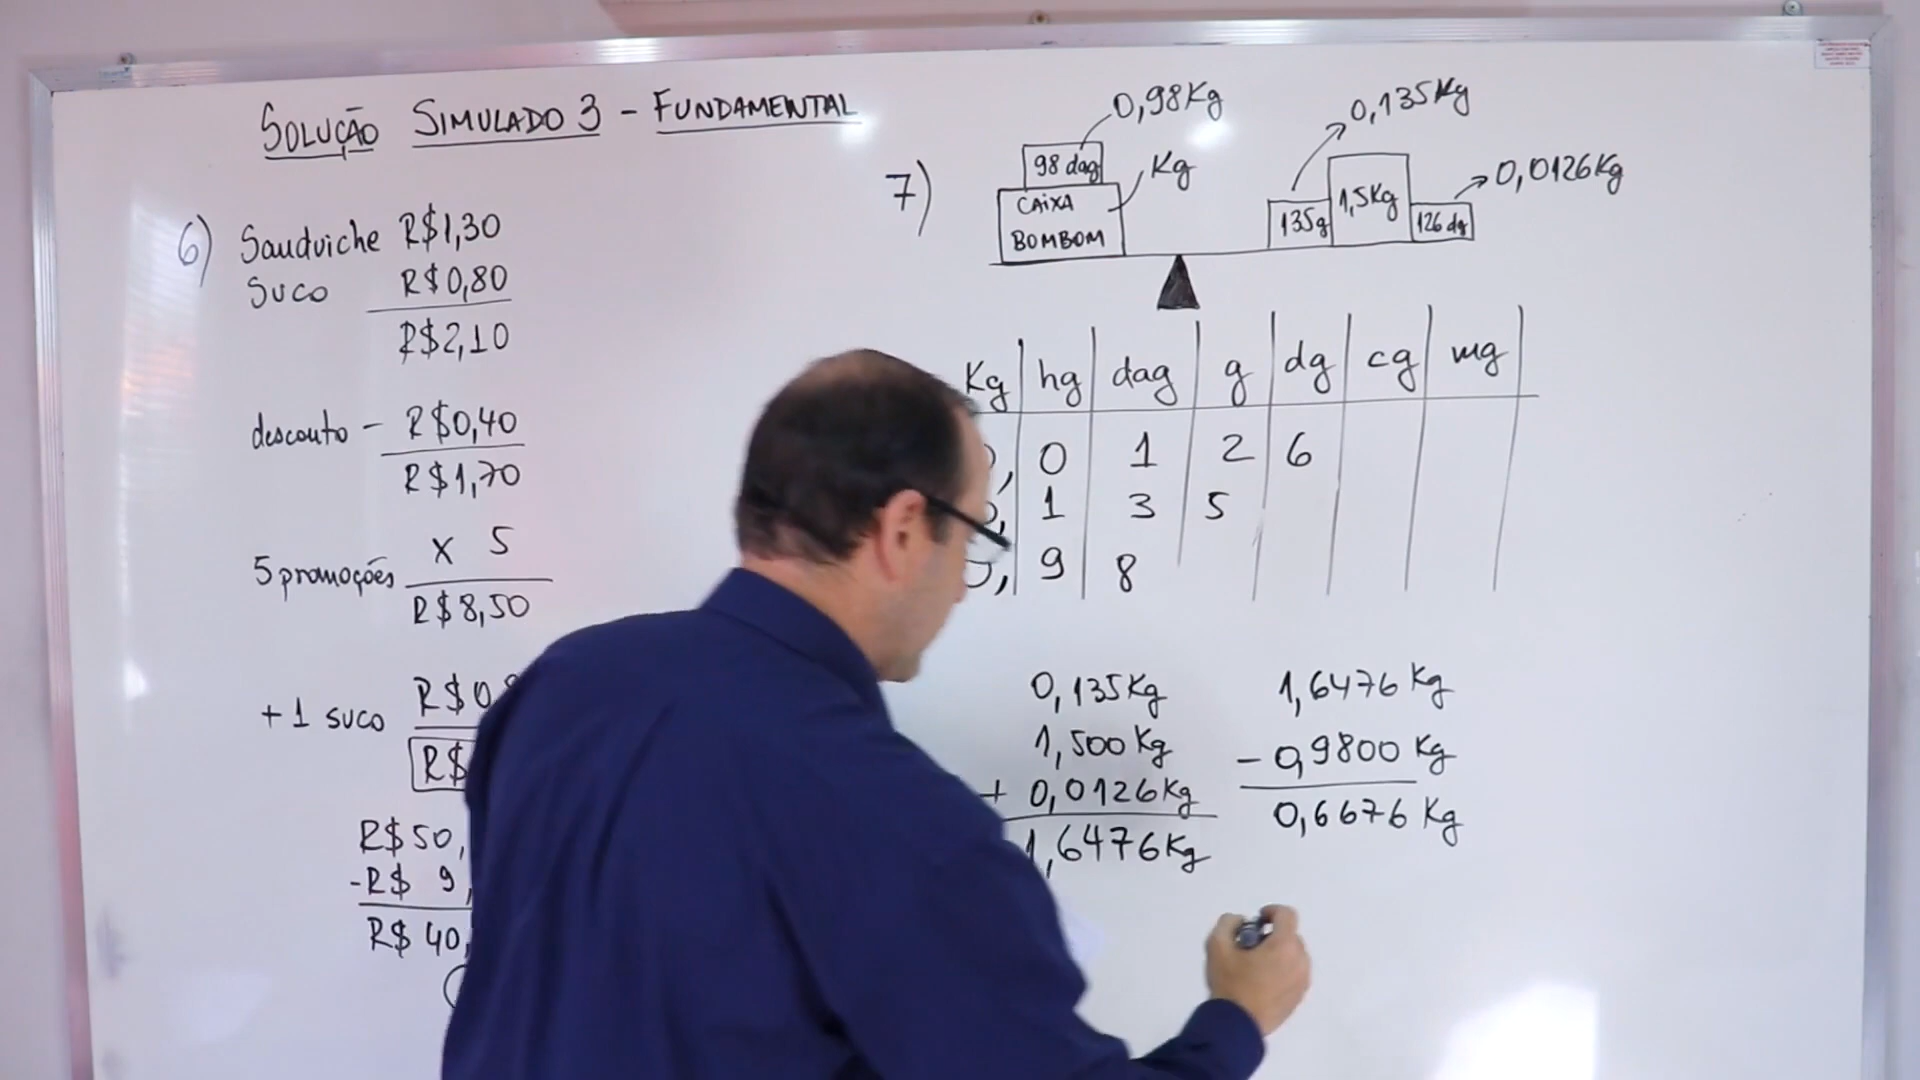 SOLUÇÃO SIMULADO 3 - FUNDAMENTAL
6) Sanduiche R$1,30
Suco R$0,80
R$2,10
desconto - R$0,40
R$1,70
5 promoções x 5
R$8,50
+ 1 suco R$0,
R$
R$50,
-R$ 9,
R$ 40,
7)
0,98Kg
98 dag
Kg
CAIXA
BOMBOM
0,135Kg
135g
1,5Kg
126 dg
0,0126Kg
Kg hg dag g dg cg mg
, 0 1 2 6
, 1 3 5
0, 9 8
0,135Kg
1,500 Kg
+ 0,0126Kg
1,6476Kg
1,6476 Kg
- 0,9800 Kg
0,6676 Kg